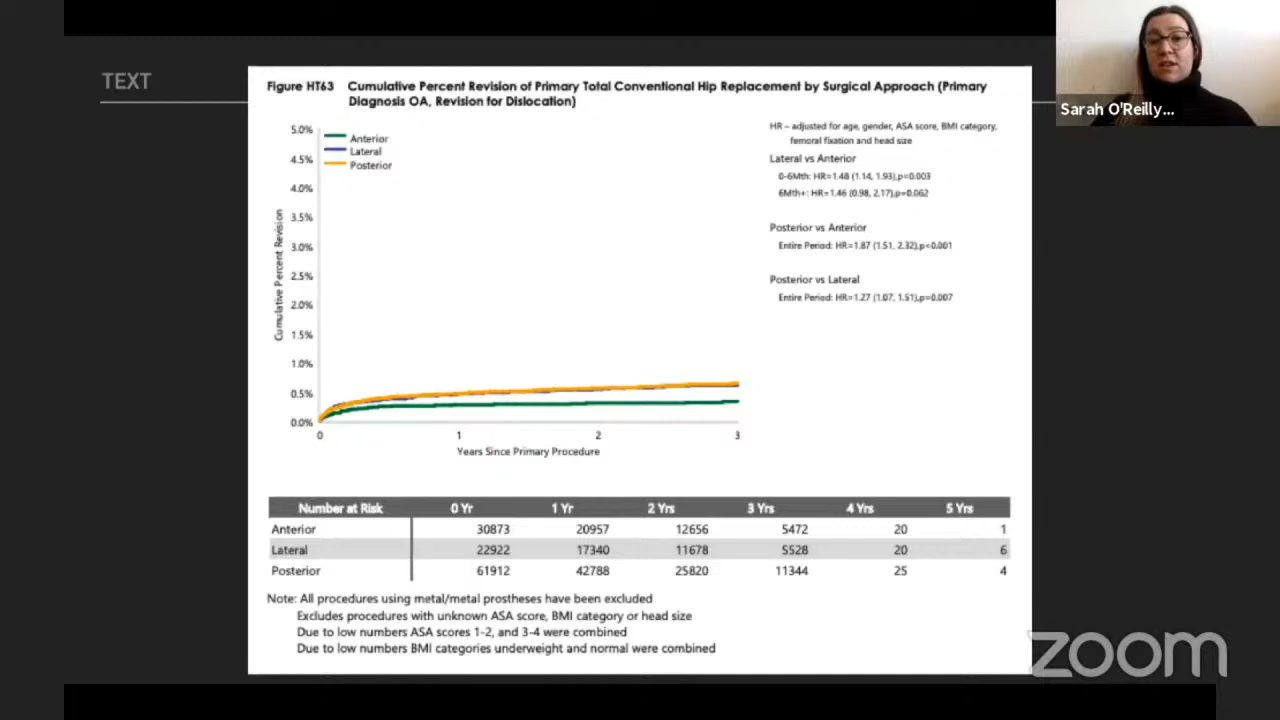 TEXT
Figure HT63 Cumulative Percent Revision of Primary Total Conventional Hip Replacement by Surgical Approach (Primary
Diagnosis OA, Revision for Dislocation)
Sarah O'Reilly...
5.0%
4.5%
4.0%
3.5%
3.0%
2.5%
2.0%
1.5%
1.0%
0.5%
0.0%
Cumulative Percent Revision
Anterior
Lateral
Posterior
0 1 2 3
Years Since Primary Procedure
HR – adjusted for age, gender, ASA score, BMI category,
femoral fixation and head size
Lateral vs Anterior
0-6Mth: HR=1.48 (1.14, 1.93),p=0.003
6Mth+: HR=1.46 (0.98, 2.17),p=0.062
Posterior vs Anterior
Entire Period: HR=1.87 (1.51, 2.32),p<0.001
Posterior vs Lateral
Entire Period: HR=1.27 (1.07, 1.51),p=0.007
Number at Risk 0 Yr 1 Yr 2 Yrs 3 Yrs 4 Yrs 5 Yrs
Anterior 30873 20957 12656 5472 20 1
Lateral 22922 17340 11678 5528 20 6
Posterior 61912 42788 25820 11344 25 4
Note: All procedures using metal/metal prostheses have been excluded
Excludes procedures with unknown ASA score, BMI category or head size
Due to low numbers ASA scores 1-2, and 3-4 were combined
Due to low numbers BMI categories underweight and normal were combined
zoom